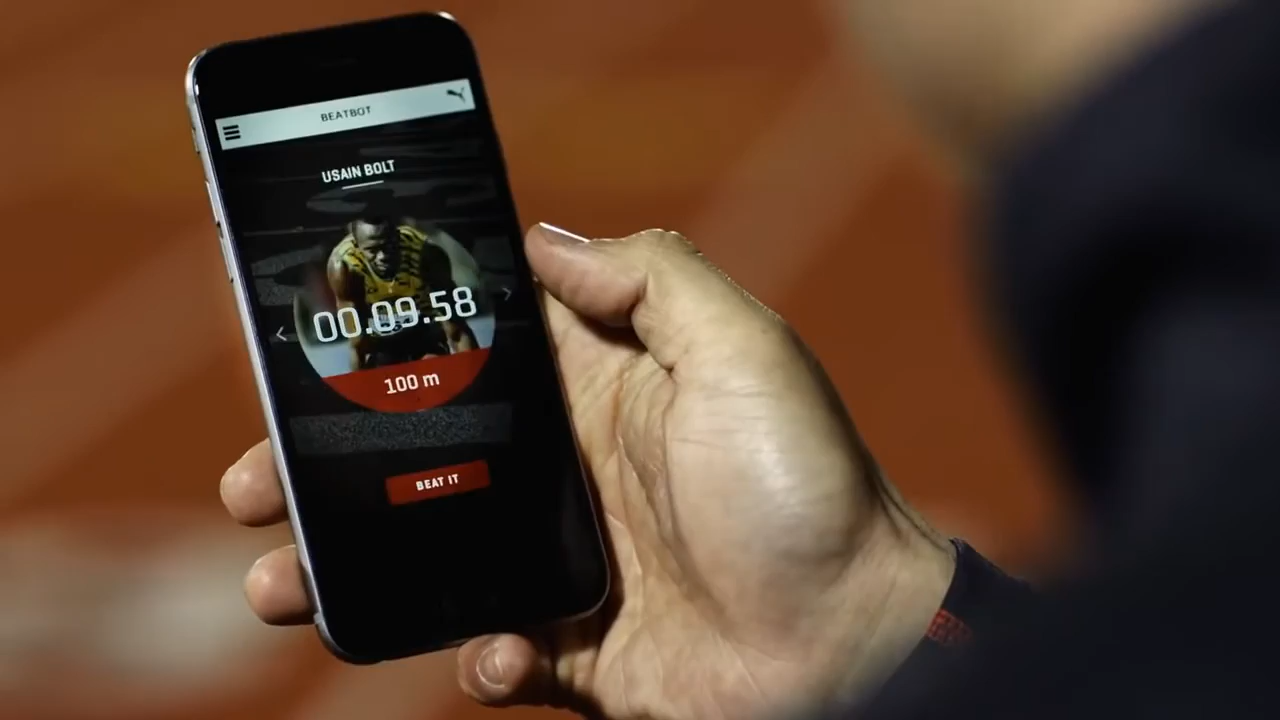 BEATBOT
USAIN BOLT
00.09.58
100 m
BEAT IT